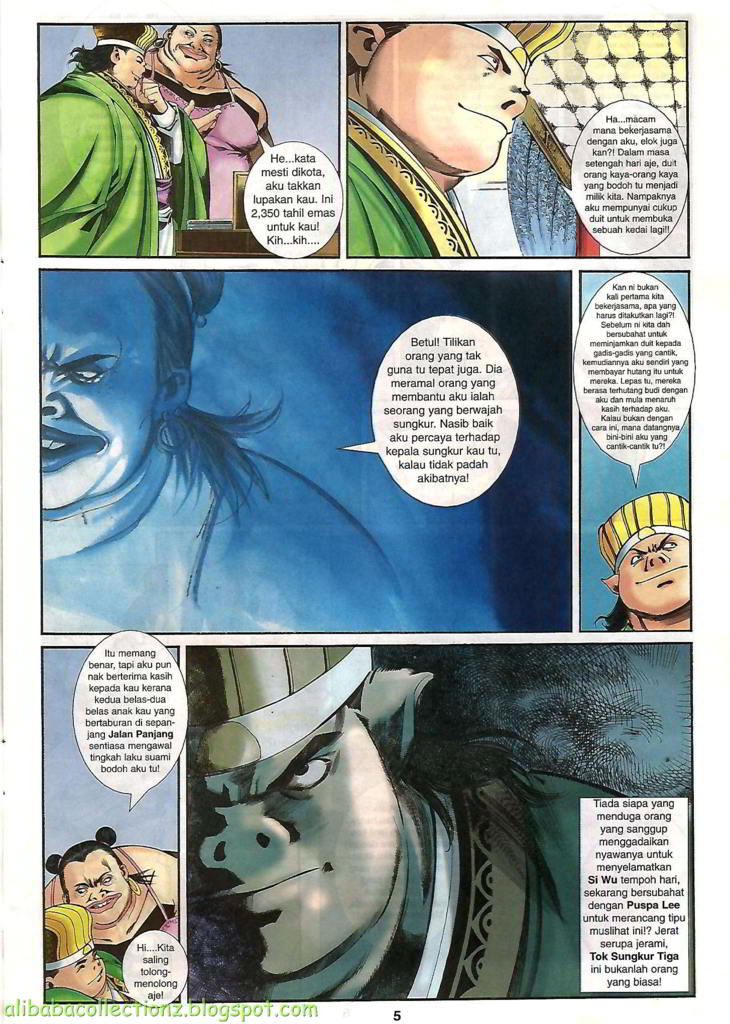 He...kata
mesti dikota,
aku takkan
lupakan kau. Ini
2,350 tahil emas
untuk kau!
Kih...kih....
Ha...macam
mana bekerjasama
dengan aku, elok juga
kan?! Dalam masa
setengah hari aje, duit
orang kaya-orang kaya
yang bodoh tu menjadi
milik kita. Nampaknya
aku mempunyai cukup
duit untuk membuka
sebuah kedai lagi!!
Betul! Tilikan
orang yang tak
guna tu tepat juga. Dia
meramal orang yang
membantu aku ialah
seorang yang berwajah
sungkur. Nasib baik
aku percaya terhadap
kepala sungkur kau tu,
kalau tidak padah
akibatnya!
Kan ni bukan
kali pertama kita
bekerjasama, apa yang
harus ditakutkan lagi?!
Sebelum ni kita dah
bersubahat untuk
meminjamkan duit kepada
gadis-gadis yang cantik,
kemudiannya aku sendiri yang
membayar hutang itu untuk
mereka. Lepas tu, mereka
berasa terhutang budi dengan
aku dan mula menaruh
kasih terhadap aku.
Kalau bukan dengan
cara ini, mana datangnya
bini-bini aku yang
cantik-cantik tu?!
Itu memang
benar, tapi aku pun
nak berterima kasih
kepada kau kerana
kedua belas-dua
belas anak kau yang
bertaburan di sepan-
jang Jalan Panjang
sentiasa mengawal
tingkah laku suami
bodoh aku tu!
Hi....Kita
saling
tolong-
menolong
aje!
Tiada siapa yang
menduga orang
yang sanggup
menggadaikan
nyawanya untuk
menyelamatkan
Si Wu tempoh hari,
sekarang bersubahat
dengan Puspa Lee
untuk merancang tipu
muslihat ini!? Jerat
serupa jerami,
Tok Sungkur Tiga
ini bukanlah orang
yang biasa!
alibabacollectionz.blogspot.com
5